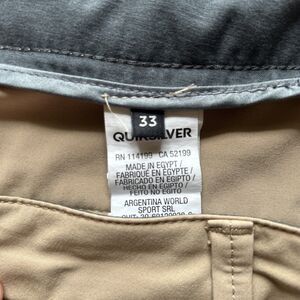 33
QUIKSILVER
RN 114199 CA 52199
MADE IN EGYPT /
FABRIQUE EN EGYPTE /
FABRICADO EN EGIPTO /
HECHO EN EGIPTO /
FEITO NO EGITO
ARGENTINA WORLD
SPORT SRL